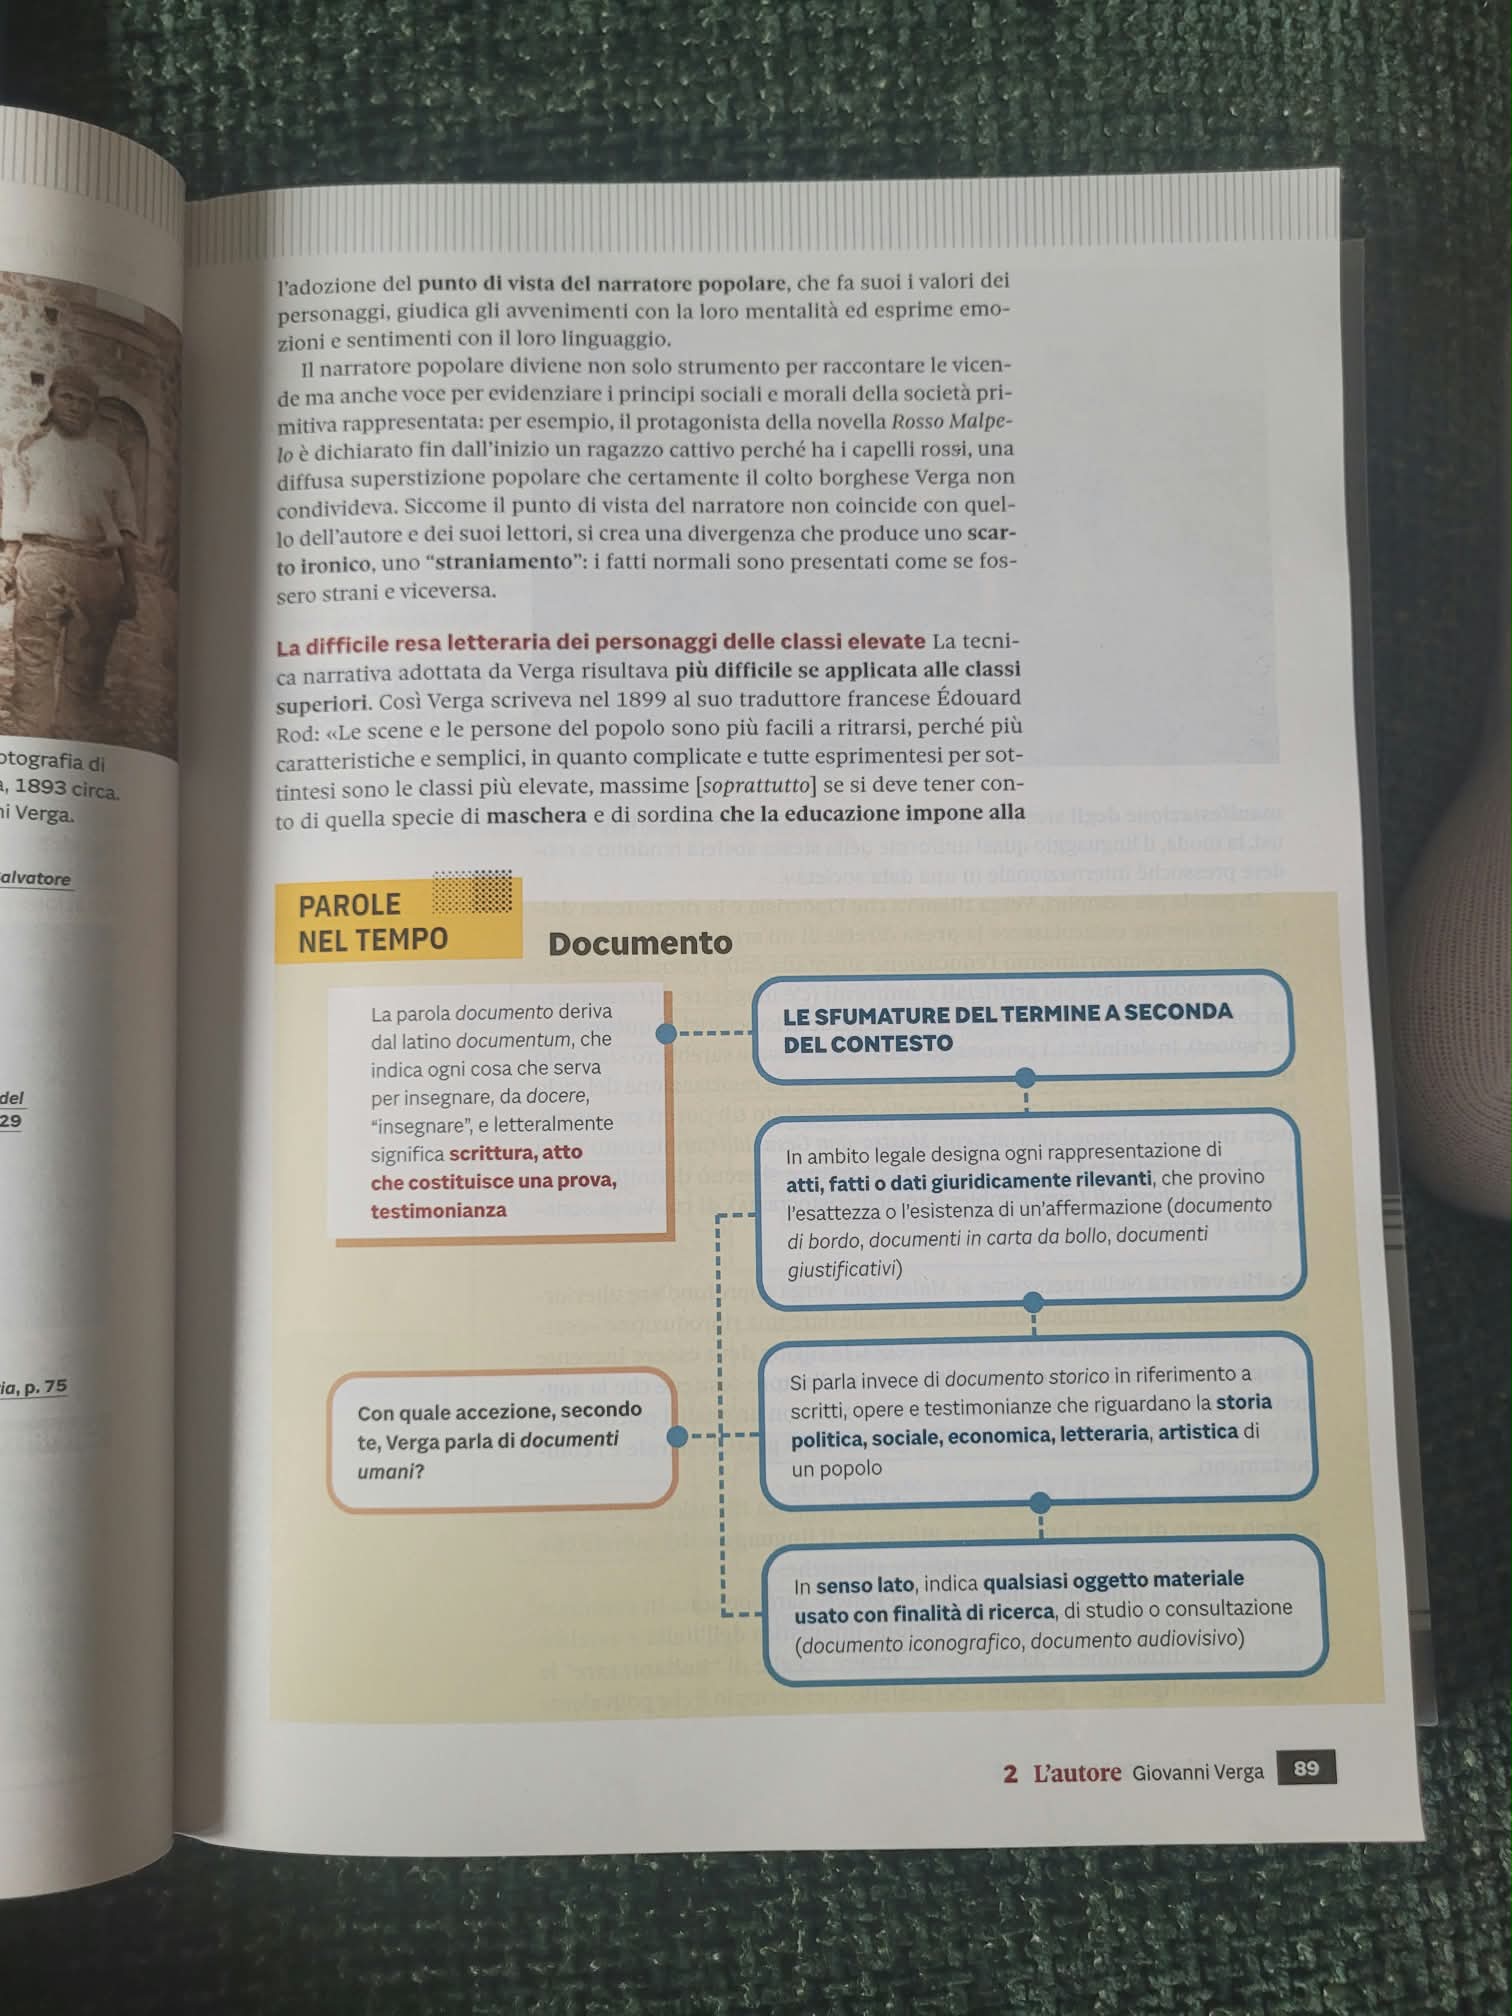 otografia di
, 1893 circa.
ni Verga.
alvatore
del
29
ia, p. 75
l'adozione del punto di vista del narratore popolare, che fa suoi i valori dei
personaggi, giudica gli avvenimenti con la loro mentalità ed esprime emo-
zioni e sentimenti con il loro linguaggio.
Il narratore popolare diviene non solo strumento per raccontare le vicen-
de ma anche voce per evidenziare i principi sociali e morali della società pri-
mitiva rappresentata: per esempio, il protagonista della novella Rosso Malpe-
lo è dichiarato fin dall'inizio un ragazzo cattivo perché ha i capelli rossi, una
diffusa superstizione popolare che certamente il colto borghese Verga non
condivideva. Siccome il punto di vista del narratore non coincide con quel-
lo dell'autore e dei suoi lettori, si crea una divergenza che produce uno scar-
to ironico, uno “straniamento”: i fatti normali sono presentati come se fos-
sero strani e viceversa.
La difficile resa letteraria dei personaggi delle classi elevate La tecni-
ca narrativa adottata da Verga risultava più difficile se applicata alle classi
superiori. Così Verga scriveva nel 1899 al suo traduttore francese Édouard
Rod: «Le scene e le persone del popolo sono più facili a ritrarsi, perché più
caratteristiche e semplici, in quanto complicate e tutte esprimentesi per sot-
tintesi sono le classi più elevate, massime [soprattutto] se si deve tener con-
to di quella specie di maschera e di sordina che la educazione impone alla
PAROLE
NEL TEMPO
Documento
La parola documento deriva
dal latino documentum, che
indica ogni cosa che serva
per insegnare, da docere,
“insegnare”, e letteralmente
significa scrittura, atto
che costituisce una prova,
testimonianza
LE SFUMATURE DEL TERMINE A SECONDA
DEL CONTESTO
In ambito legale designa ogni rappresentazione di
atti, fatti o dati giuridicamente rilevanti, che provino
l'esattezza o l'esistenza di un'affermazione (documento
di bordo, documenti in carta da bollo, documenti
giustificativi)
Con quale accezione, secondo
te, Verga parla di documenti
umani?
Si parla invece di documento storico in riferimento a
scritti, opere e testimonianze che riguardano la storia
politica, sociale, economica, letteraria, artistica di
un popolo
In senso lato, indica qualsiasi oggetto materiale
usato con finalità di ricerca, di studio o consultazione
(documento iconografico, documento audiovisivo)
2 L'autore Giovanni Verga 89